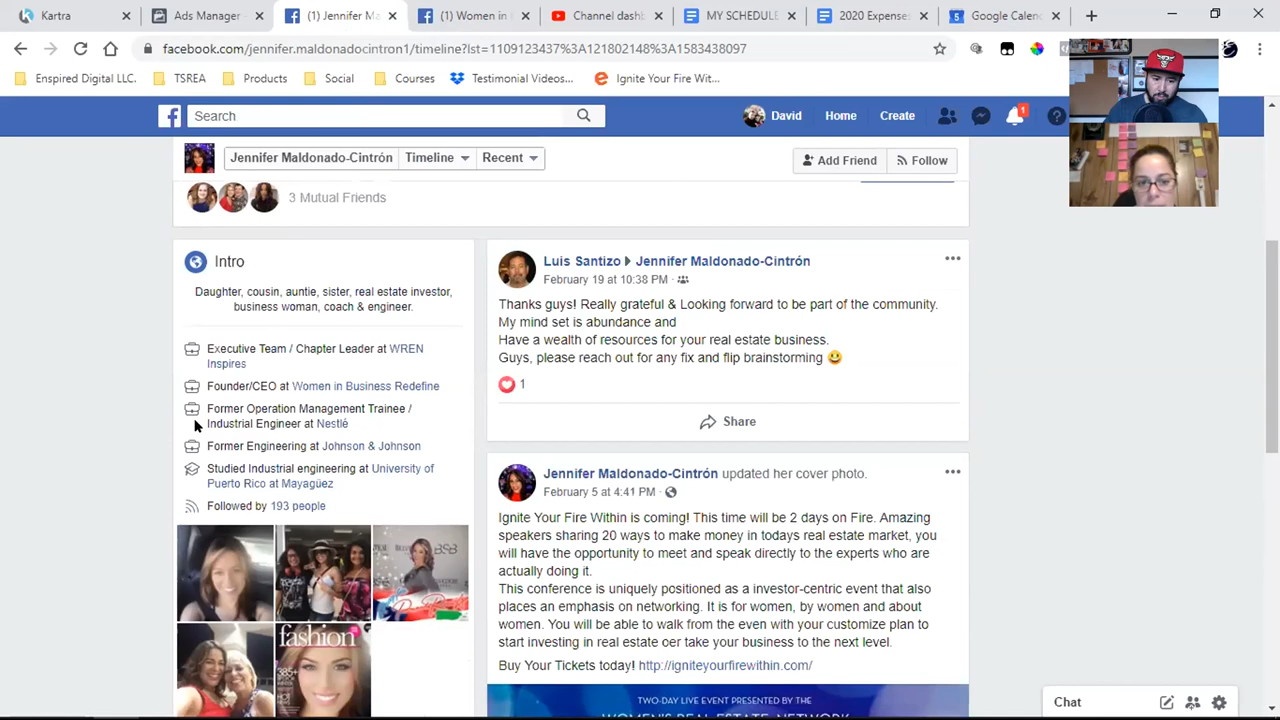 Kartra
Ads Manager
(1) Jennifer Ma
(1) Women in
Channel dashb
MY SCHEDULE
2020 Expenses
Google Calen
facebook.com/jennifer.maldonadocintron1/timeline?lst=1109123437%3A121802148%3A1583438097
Enspired Digital LLC.
TSREA
Products
Social
Courses
Testimonial Videos...
Ignite Your Fire Wit...
Search
David
Home
Create
1
Jennifer Maldonado-Cintrón
Timeline
Recent
Add Friend
Follow
3 Mutual Friends
Intro
Daughter, cousin, auntie, sister, real estate investor,
business woman, coach & engineer.
Executive Team / Chapter Leader at WREN
Inspires
Founder/CEO at Women in Business Redefine
Former Operation Management Trainee /
Industrial Engineer at Nestlé
Former Engineering at Johnson & Johnson
Studied Industrial engineering at University of
Puerto Rico at Mayagüez
Followed by 193 people
fashion
Luis Santizo Jennifer Maldonado-Cintrón
February 19 at 10:38 PM ·
Thanks guys! Really grateful & Looking forward to be part of the community.
My mind set is abundance and
Have a wealth of resources for your real estate business.
Guys, please reach out for any fix and flip brainstorming 😃
1
Share
Jennifer Maldonado-Cintrón updated her cover photo.
February 5 at 4:41 PM ·
Ignite Your Fire Within is coming! This time will be 2 days on Fire. Amazing
speakers sharing 20 ways to make money in todays real estate market, you
will have the opportunity to meet and speak directly to the experts who are
actually doing it.
This conference is uniquely positioned as a investor-centric event that also
places an emphasis on networking. It is for women, by women and about
women. You will be able to walk from the even with your customize plan to
start investing in real estate oer take your business to the next level.
Buy Your Tickets today! http://igniteyourfirewithin.com/
TWO-DAY LIVE EVENT PRESENTED BY THE
WOMEN'S REAL ESTATE NETWORK
Chat